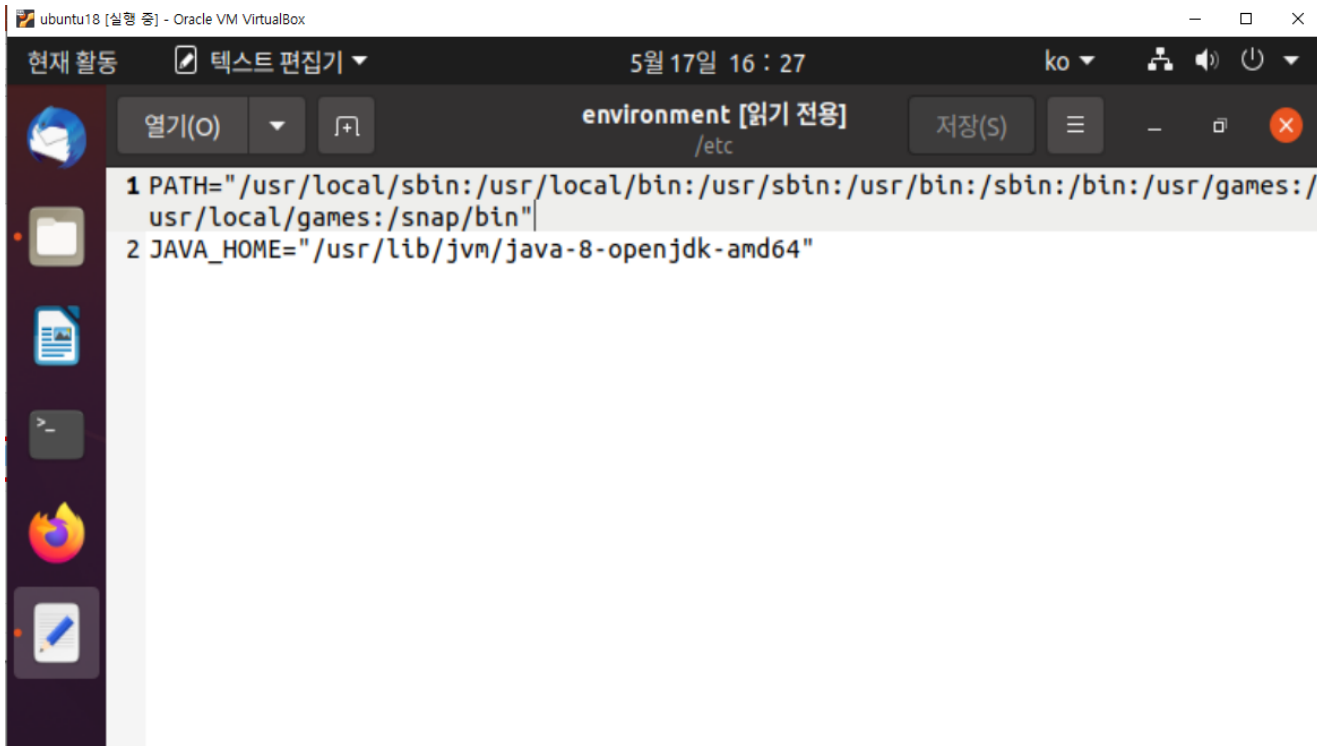 ubuntu18 [실행 중] - Oracle VM VirtualBox
현재 활동 텍스트 편집기 5월 17일 16 : 27 ko
열기(O) environment [읽기 전용] 저장(S)
/etc
1 PATH="/usr/local/sbin:/usr/local/bin:/usr/sbin:/usr/bin:/sbin:/bin:/usr/games:/
usr/local/games:/snap/bin"
2 JAVA_HOME="/usr/lib/jvm/java-8-openjdk-amd64"
>_